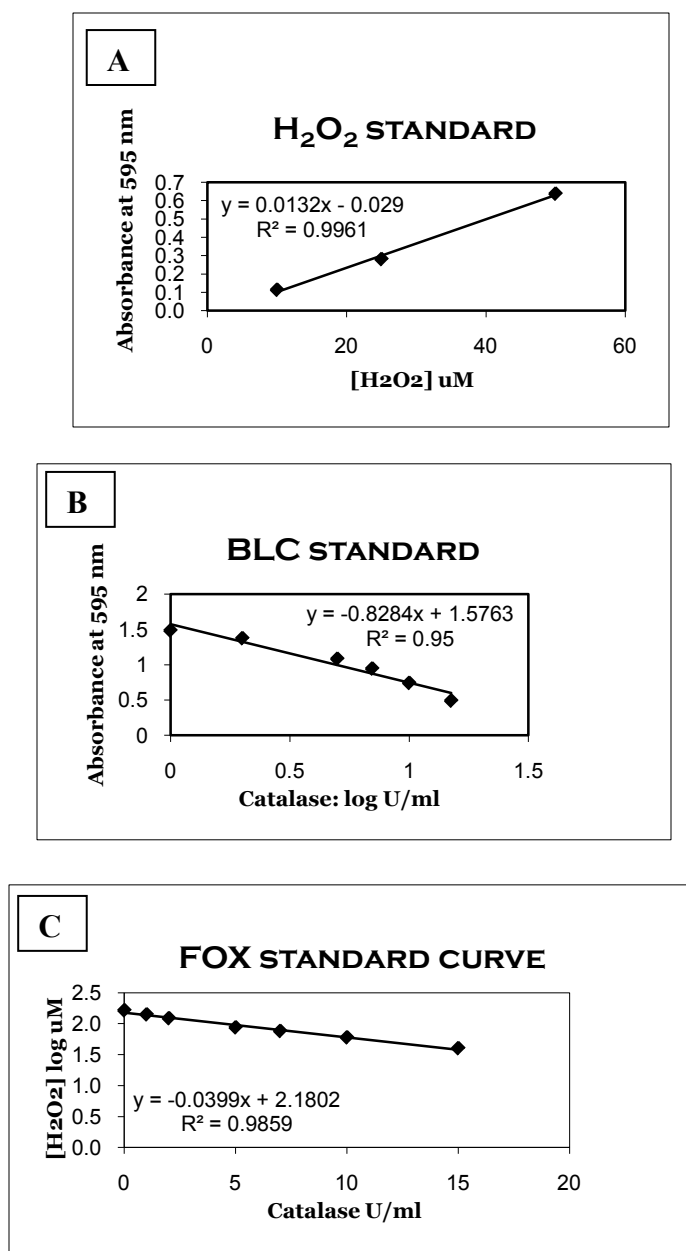 A
H₂O₂ STANDARD
Absorbance at 595 nm
0.7
0.6
0.5
0.4
0.3
0.2
0.1
0.0
y = 0.0132x - 0.029
R² = 0.9961
0 20 40 60
[H2O2] uM
B
BLC STANDARD
Absorbance at 595 nm
2
1.5
1
0.5
0
y = -0.8284x + 1.5763
R² = 0.95
0 0.5 1 1.5
Catalase: log U/ml
C
FOX STANDARD CURVE
[H2O2] log uM
2.5
2.0
1.5
1.0
0.5
0.0
y = -0.0399x + 2.1802
R² = 0.9859
0 5 10 15 20
Catalase U/ml